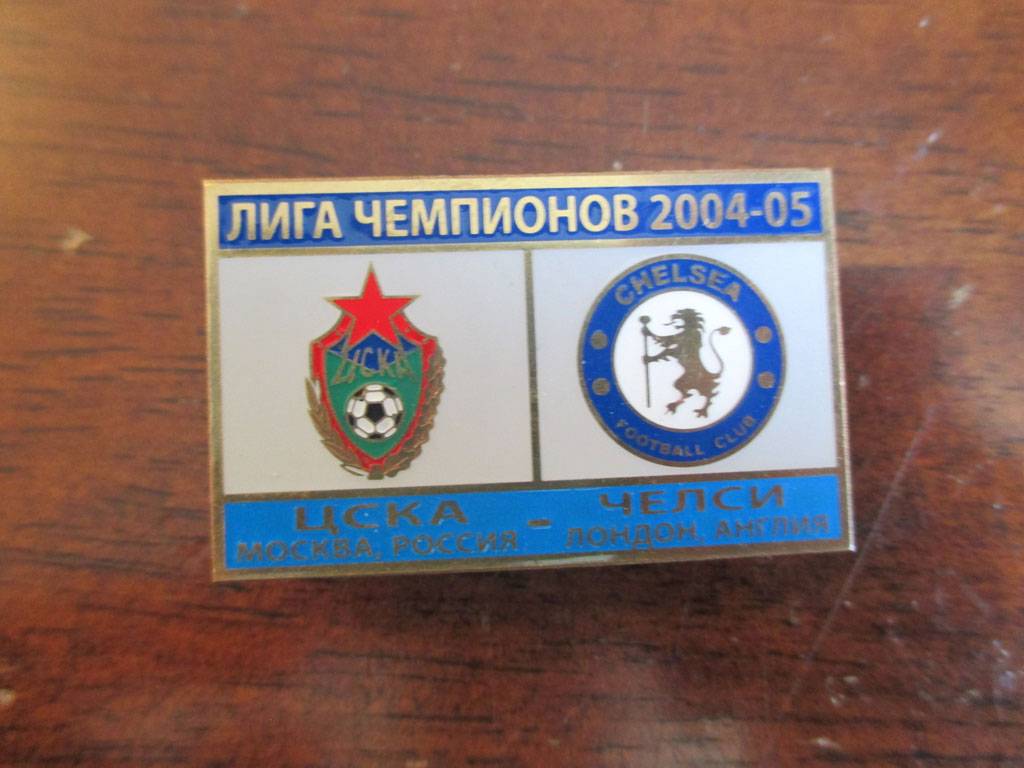 ЛИГА ЧЕМПИОНОВ 2004-05
ЦСКА
CHELSEA
FOOTBALL CLUB
ЦСКА - ЧЕЛСИ
МОСКВА, РОССИЯ ЛОНДОН, АНГЛИЯ